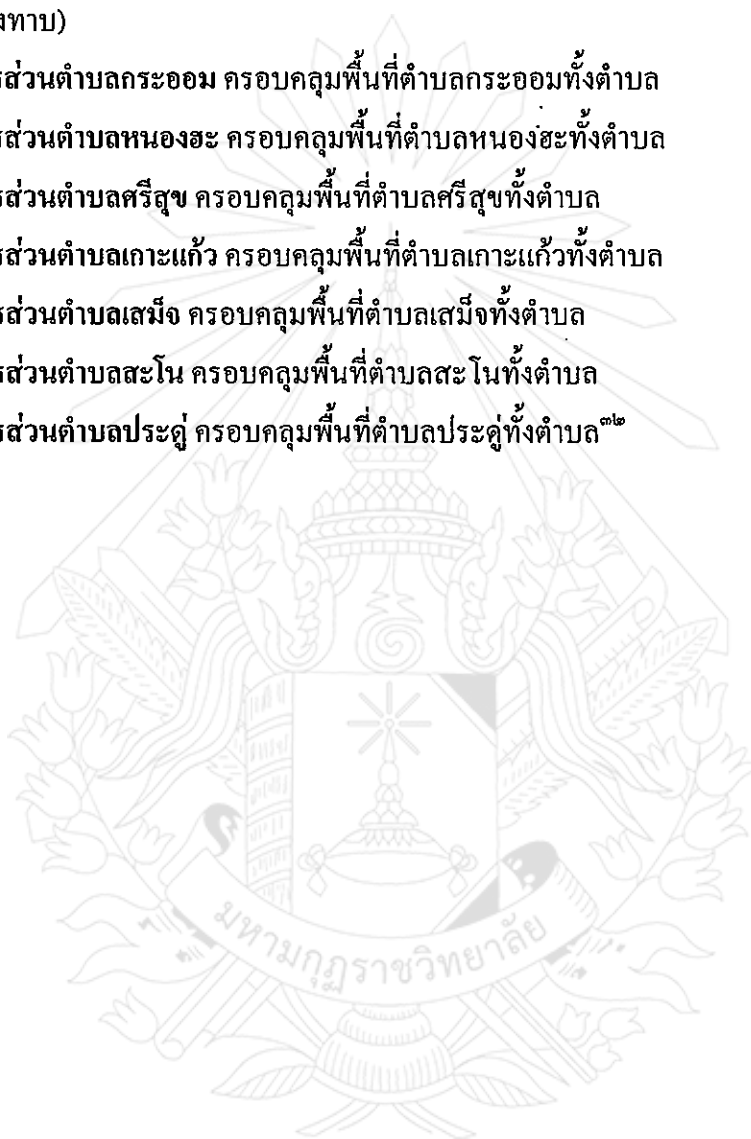 งทาบ)
รส่วนตำบลกระออม ครอบคลุมพื้นที่ตำบลกระออมทั้งตำบล
รส่วนตำบลหนองฮะ ครอบคลุมพื้นที่ตำบลหนองฮะทั้งตำบล
รส่วนตำบลศรีสุข ครอบคลุมพื้นที่ตำบลศรีสุขทั้งตำบล
รส่วนตำบลเกาะแก้ว ครอบคลุมพื้นที่ตำบลเกาะแก้วทั้งตำบล
รส่วนตำบลเสม็จ ครอบคลุมพื้นที่ตำบลเสม็จทั้งตำบล
รส่วนตำบลสะโน ครอบคลุมพื้นที่ตำบลสะโนทั้งตำบล
รส่วนตำบลประดู่ ครอบคลุมพื้นที่ตำบลประดู่ทั้งตำบล๓๒
มหามกุฏราชวิทยาลัย